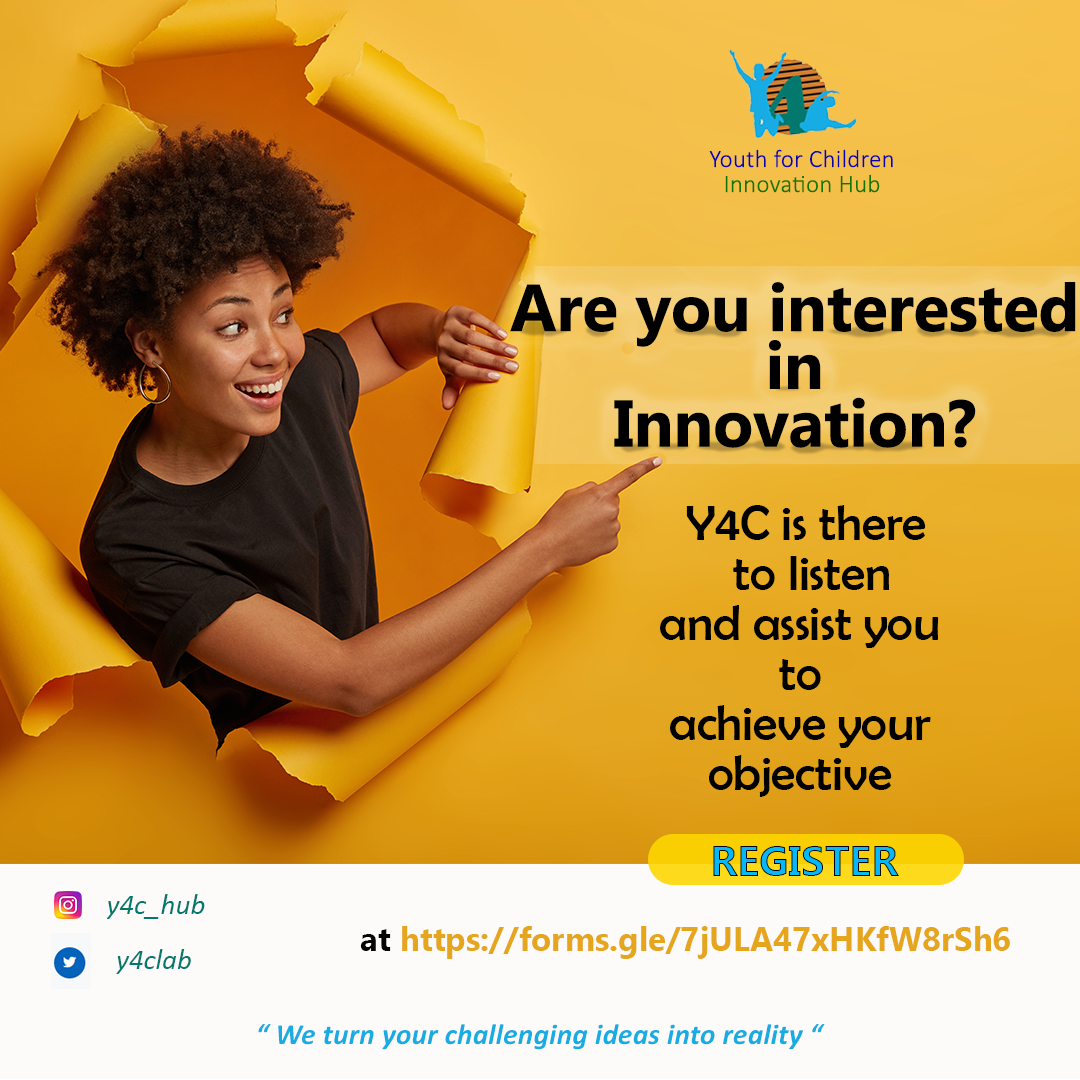 4
Youth for Children
Innovation Hub
Are you interested
in
Innovation?
Y4C is there
to listen
and assist you
to
achieve your
objective
REGISTER
y4c_hub
at https://forms.gle/7jULA47xHKfW8rSh6
y4clab
“ We turn your challenging ideas into reality “